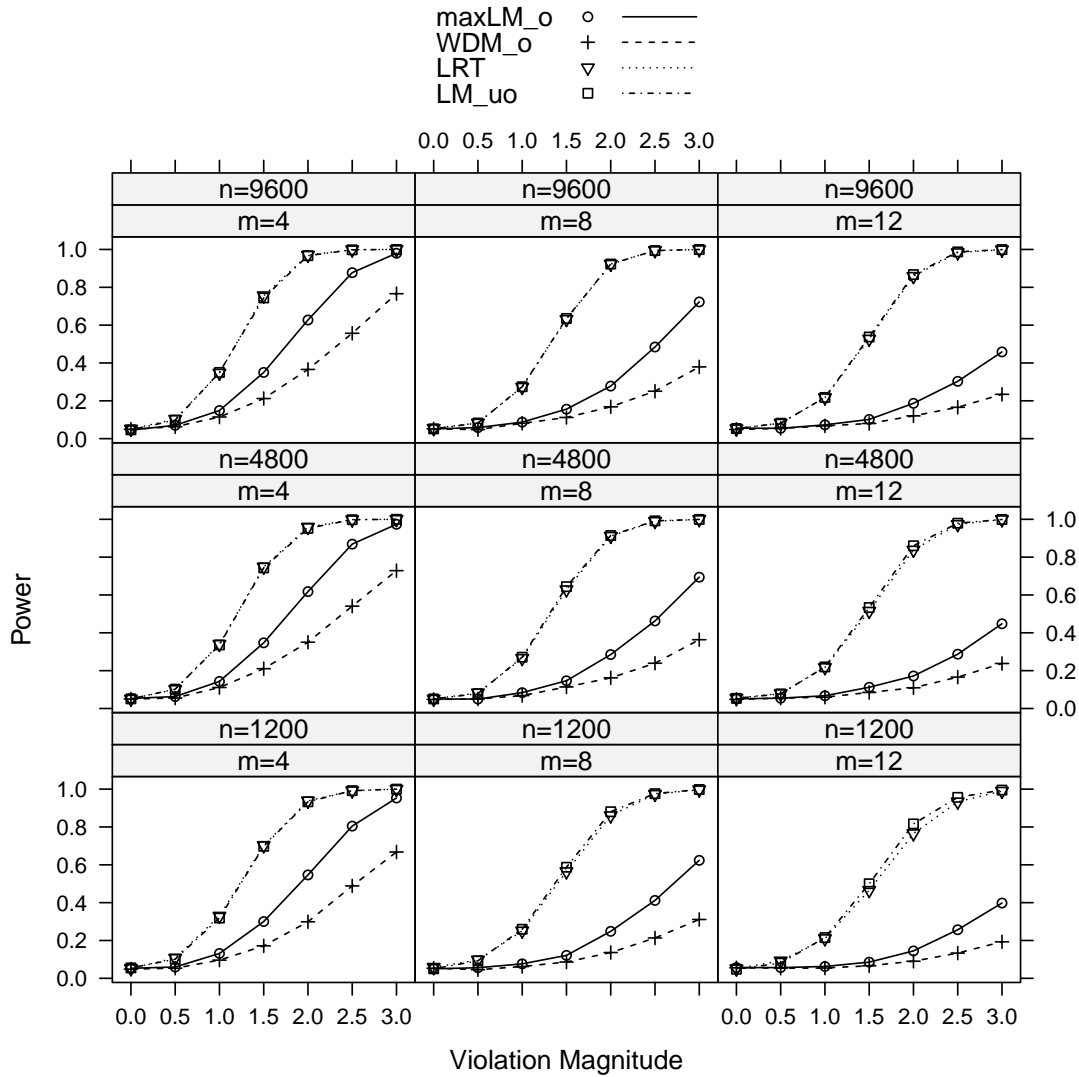 maxLM_o
WDM_o
LRT
LM_uo
0.0 0.5 1.0 1.5 2.0 2.5 3.0
n=9600 n=9600 n=9600
m=4 m=8 m=12
1.0
0.8
0.6
0.4
0.2
0.0
n=4800 n=4800 n=4800
m=4 m=8 m=12
1.0
0.8
0.6
0.4
0.2
0.0
n=1200 n=1200 n=1200
m=4 m=8 m=12
1.0
0.8
0.6
0.4
0.2
0.0
0.0 0.5 1.0 1.5 2.0 2.5 3.0 0.0 0.5 1.0 1.5 2.0 2.5 3.0
Power
Violation Magnitude